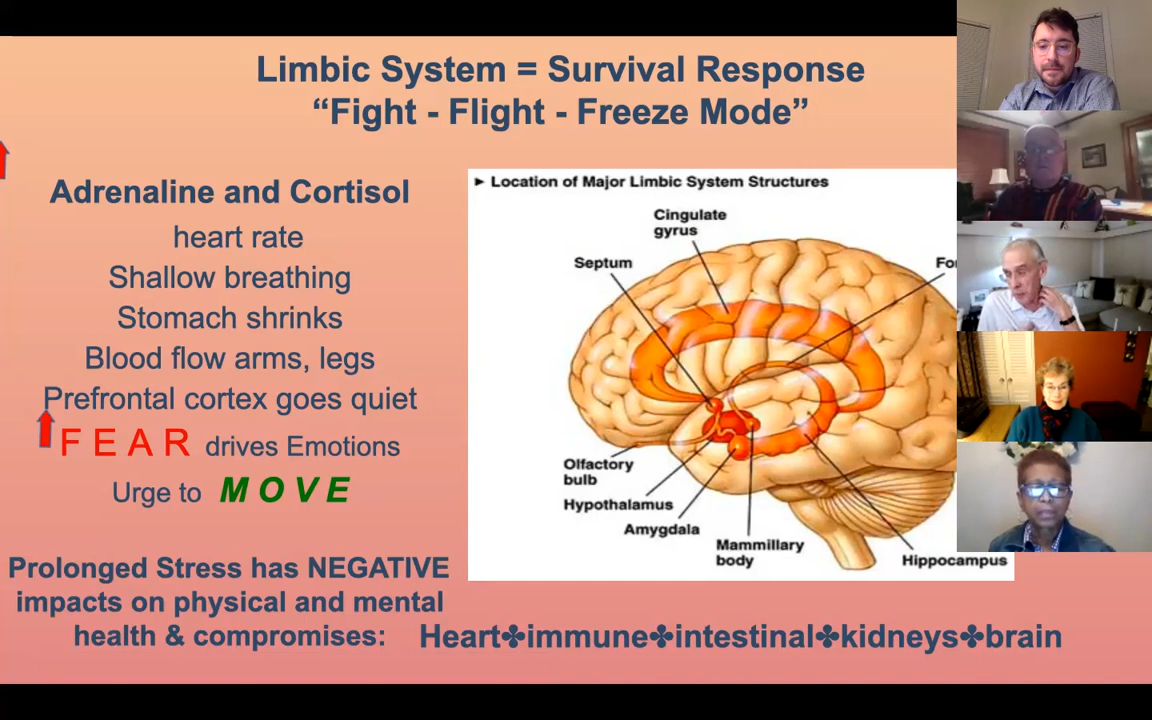 Limbic System = Survival Response
“Fight - Flight - Freeze Mode”
Adrenaline and Cortisol
heart rate
Shallow breathing
Stomach shrinks
Blood flow arms, legs
Prefrontal cortex goes quiet
F E A R drives Emotions
Urge to M O V E
Prolonged Stress has NEGATIVE
impacts on physical and mental
health & compromises:
Heart✤immune✤intestinal✤kidneys✤brain
► Location of Major Limbic System Structures
Cingulate
gyrus
Septum
Olfactory
bulb
Hypothalamus
Amygdala
Mammillary
body
Hippocampus